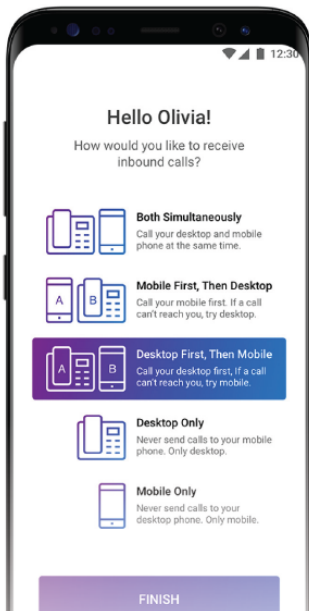 12:30
Hello Olivia!
How would you like to receive
inbound calls?
Both Simultaneously
Call your desktop and mobile
phone at the same time.
A B
Mobile First, Then Desktop
Call your mobile first. If a call
can't reach you, try desktop.
A B
Desktop First, Then Mobile
Call your desktop first, If a call
can't reach you, try mobile.
Desktop Only
Never send calls to your mobile
phone. Only desktop.
Mobile Only
Never send calls to your
desktop phone. Only mobile.
FINISH